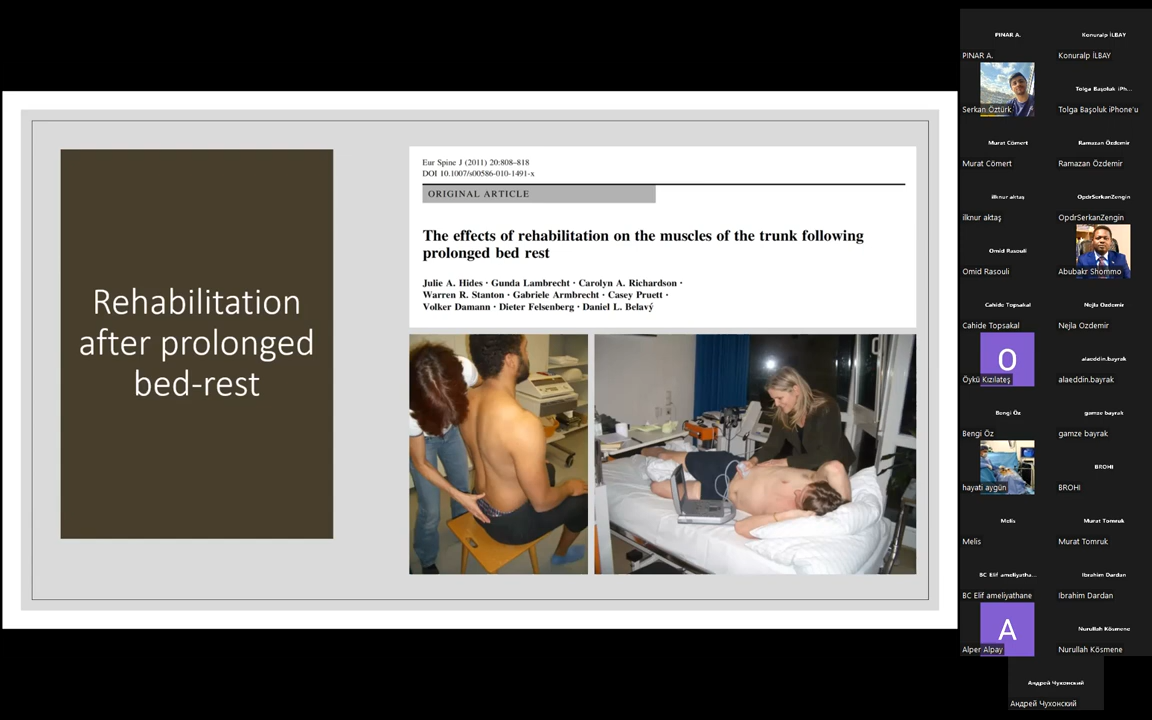 Rehabilitation
after prolonged
bed-rest
Eur Spine J (2011) 20:808–818
DOI 10.1007/s00586-010-1491-x
ORIGINAL ARTICLE
The effects of rehabilitation on the muscles of the trunk following
prolonged bed rest
Julie A. Hides · Gunda Lambrecht · Carolyn A. Richardson ·
Warren R. Stanton · Gabriele Armbrecht · Casey Pruett ·
Volker Damann · Dieter Felsenberg · Daniel L. Belavý
PINAR A.
PINAR A.
Konuralp İLBAY
Konuralp İLBAY
Serkan Öztürk
Tolga Başoluk iPh...
Tolga Başoluk iPhone'u
Murat Cömert
Murat Cömert
Ramazan Özdemir
Ramazan Özdemir
ilknur aktaş
ilknur aktaş
OpdrSerkanZengin
OpdrSerkanZengin
Omid Rasouli
Omid Rasouli
Abubakr Shommo
Cahide Topsakal
Cahide Topsakal
Nejla Ozdemir
Nejla Ozdemir
O
Öykü Kızılateş
alaeddin.bayrak
alaeddin.bayrak
Bengi Öz
Bengi Öz
gamze bayrak
gamze bayrak
hayati aygün
BROHI
BROHI
Melis
Melis
Murat Tomruk
Murat Tomruk
BC Elif ameliyatha...
BC Elif ameliyathane
Ibrahim Dardan
Ibrahim Dardan
A
Alper Alpay
Nurullah Kösmene
Nurullah Kösmene
Андрей Чухонский
Андрей Чухонский